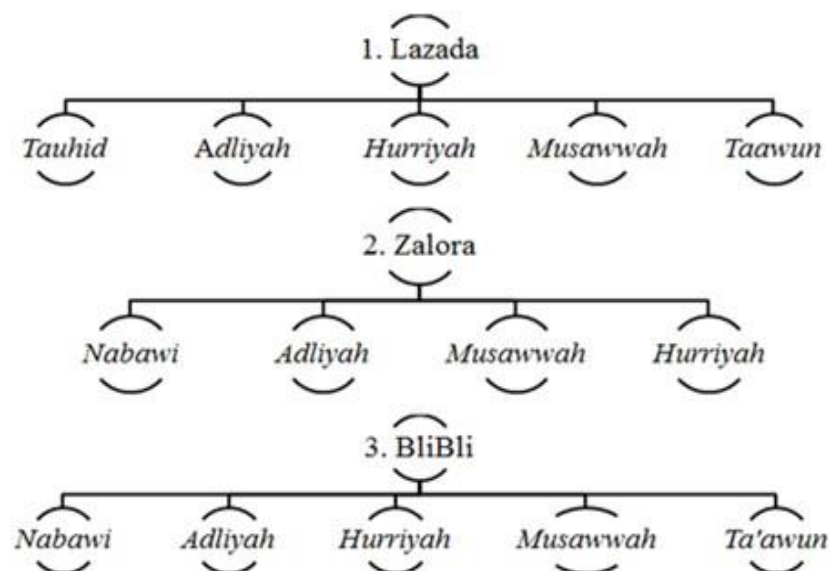 1. Lazada
Tauhid Adliyah Hurriyah Musawwah Taawun
2. Zalora
Nabawi Adliyah Musawwah Hurriyah
3. BliBli
Nabawi Adliyah Hurriyah Musawwah Ta'awun